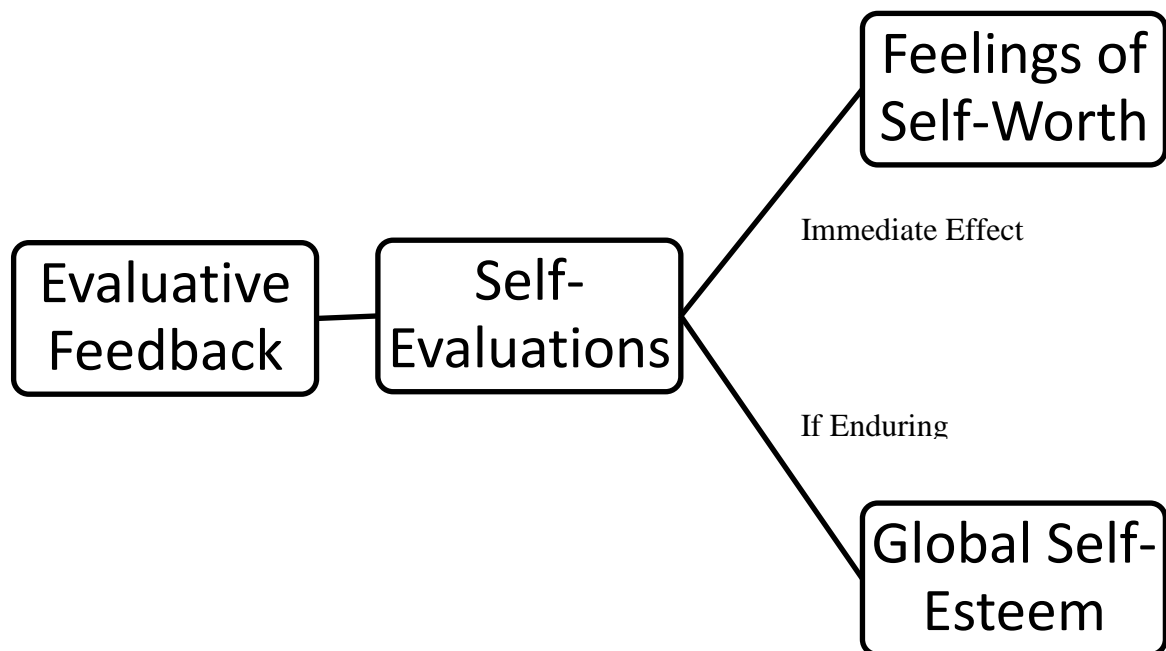 Evaluative
Feedback
Self-
Evaluations
Feelings of
Self-Worth
Immediate Effect
If Enduring
Global Self-
Esteem